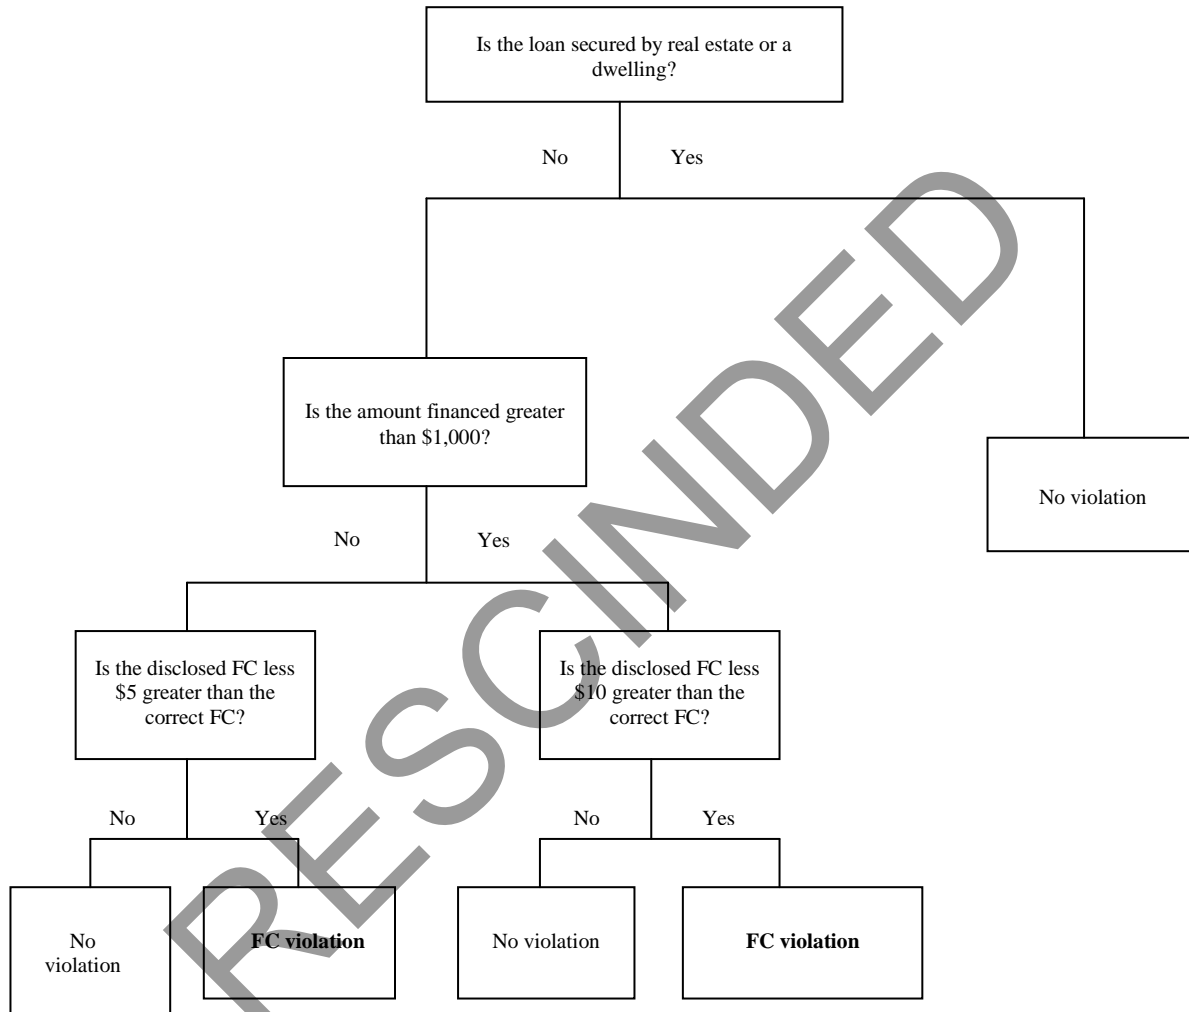 Is the loan secured by real estate or a
dwelling?
No
Yes
Is the amount financed greater
than $1,000?
No violation
No
Yes
Is the disclosed FC less
$5 greater than the
correct FC?
Is the disclosed FC less
$10 greater than the
correct FC?
No
Yes
No
Yes
No
violation
FC violation
No violation
FC violation
RESCINDED